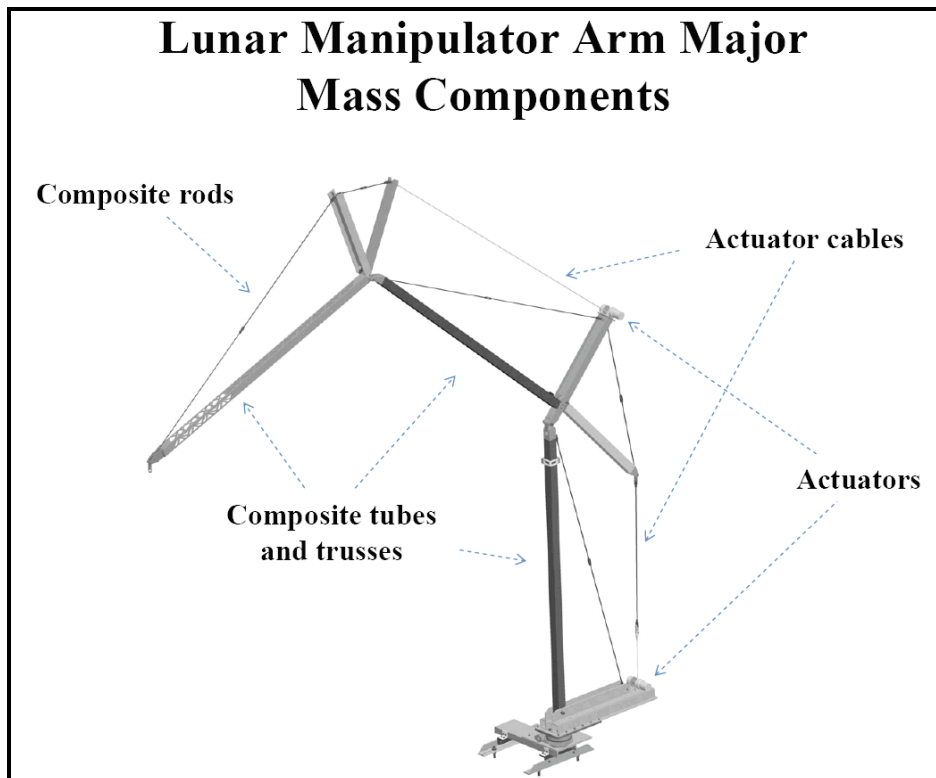 Lunar Manipulator Arm Major
Mass Components
Composite rods
Actuator cables
Actuators
Composite tubes
and trusses